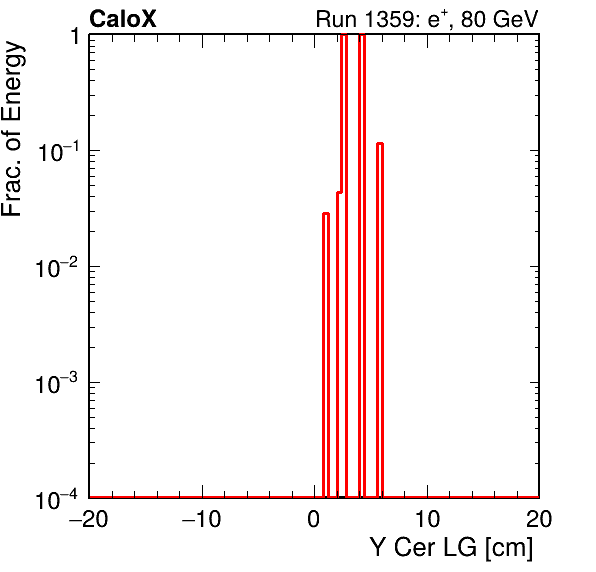 CaloX Run 1359: e⁺, 80 GeV
Frac. of Energy
1
10⁻¹
10⁻²
10⁻³
10⁻⁴
−20 −10 0 10 20
Y Cer LG [cm]